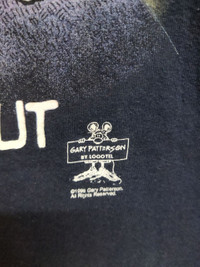 UT
GARY PATTERSON
BY LOGOTEL
Gary Patterson.
All Rights Reserved.